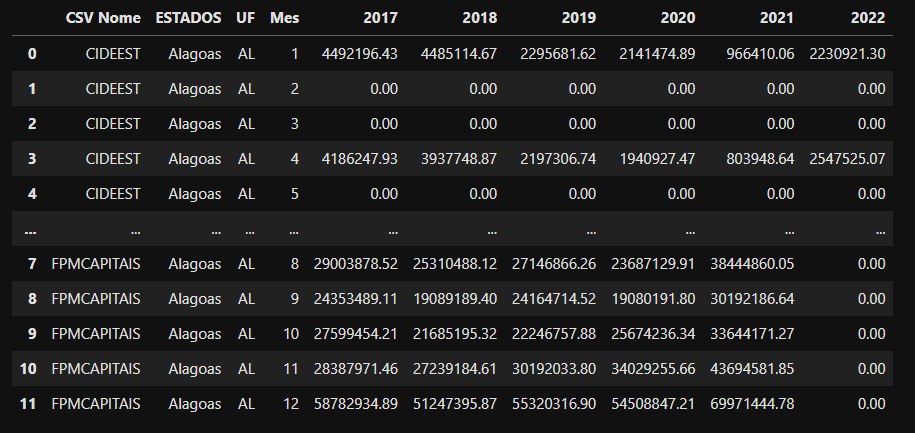 CSV Nome ESTADOS UF Mes 2017 2018 2019 2020 2021 2022
0 CIDEEST Alagoas AL 1 4492196.43 4485114.67 2295681.62 2141474.89 966410.06 2230921.30
1 CIDEEST Alagoas AL 2 0.00 0.00 0.00 0.00 0.00 0.00
2 CIDEEST Alagoas AL 3 0.00 0.00 0.00 0.00 0.00 0.00
3 CIDEEST Alagoas AL 4 4186247.93 3937748.87 2197306.74 1940927.47 803948.64 2547525.07
4 CIDEEST Alagoas AL 5 0.00 0.00 0.00 0.00 0.00 0.00
... ... ... ... ... ... ... ... ... ... ...
7 FPMCAPITAIS Alagoas AL 8 29003878.52 25310488.12 27146866.26 23687129.91 38444860.05 0.00
8 FPMCAPITAIS Alagoas AL 9 24353489.11 19089189.40 24164714.52 19080191.80 30192186.64 0.00
9 FPMCAPITAIS Alagoas AL 10 27599454.21 21685195.32 22246757.88 25674236.34 33644171.27 0.00
10 FPMCAPITAIS Alagoas AL 11 28387971.46 27239184.61 30192033.80 34029255.66 43694581.85 0.00
11 FPMCAPITAIS Alagoas AL 12 58782934.89 51247395.87 55320316.90 54508847.21 69971444.78 0.00